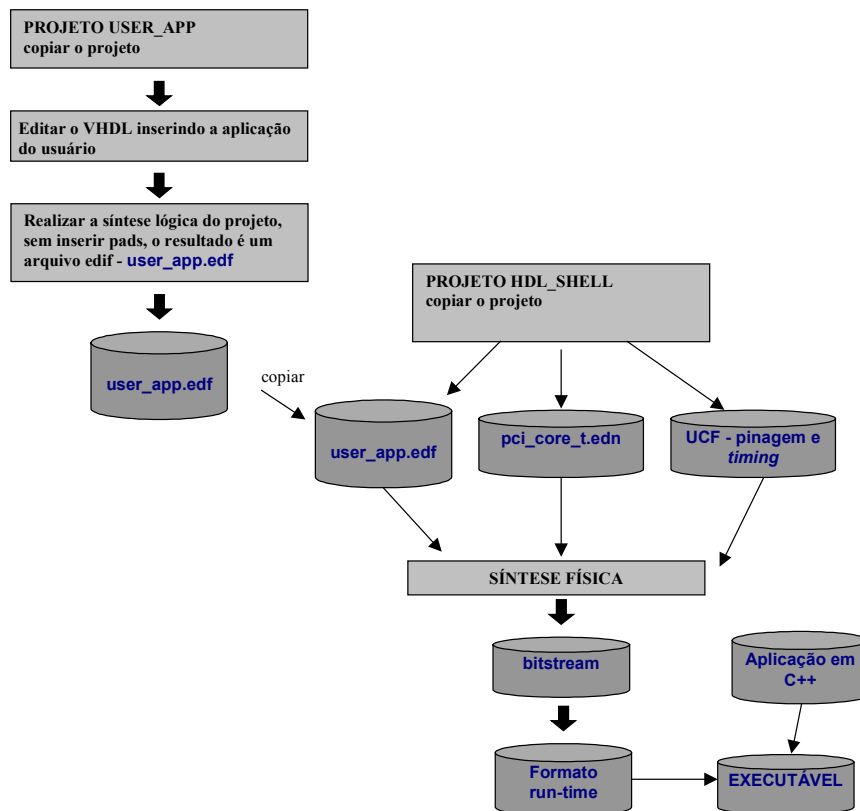 PROJETO USER_APP
copiar o projeto
Editar o VHDL inserindo a aplicação
do usuário
Realizar a síntese lógica do projeto,
sem inserir pads, o resultado é um
arquivo edif - user_app.edf
PROJETO HDL_SHELL
copiar o projeto
user_app.edf
copiar
user_app.edf
pci_core_t.edn
UCF - pinagem e
timing
SÍNTESE FÍSICA
bitstream
Aplicação em
C++
Formato
run-time
EXECUTÁVEL